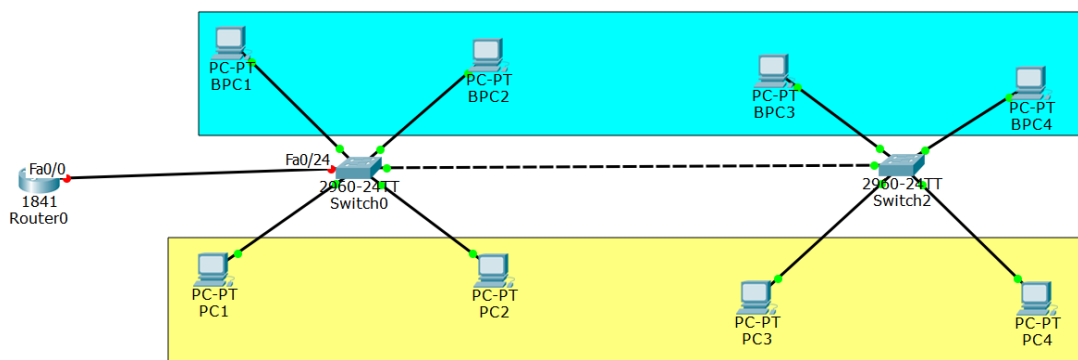 PC-PT
BPC1
PC-PT
BPC2
PC-PT
BPC3
PC-PT
BPC4
Fa0/0
1841
Router0
Fa0/24
2960-24TT
Switch0
2960-24TT
Switch2
PC-PT
PC1
PC-PT
PC2
PC-PT
PC3
PC-PT
PC4